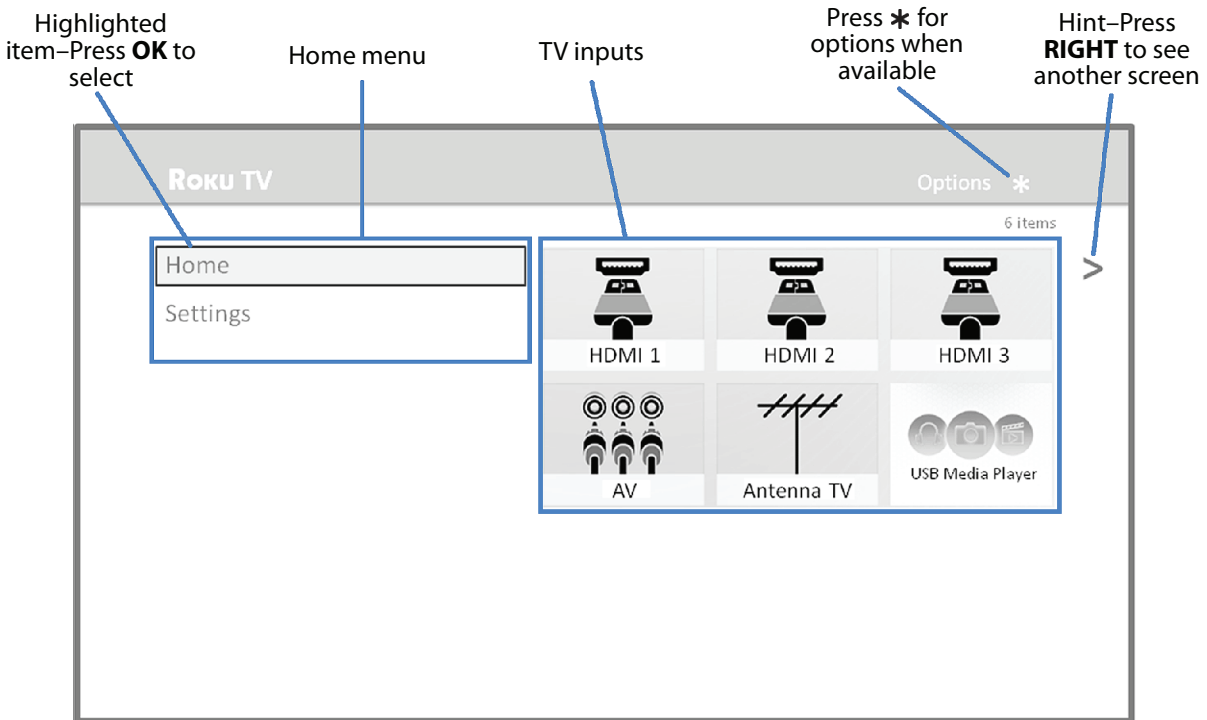 Highlighted
item–Press OK to
select
Home menu
TV inputs
Press * for
options when
available
Hint–Press
RIGHT to see
another screen
ROKU TV
Options *
6 items
Home
Settings
>
HDMI 1
HDMI 2
HDMI 3
AV
Antenna TV
USB Media Player